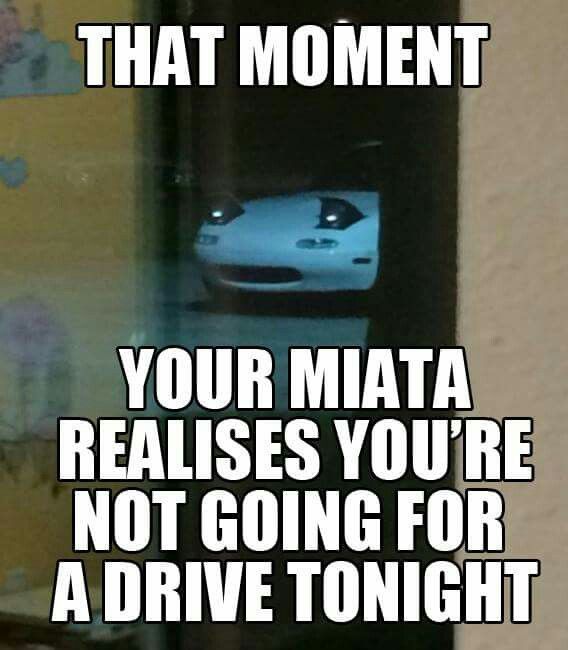 THAT MOMENT
YOUR MIATA
REALISES YOU'RE
NOT GOING FOR
A DRIVE TONIGHT